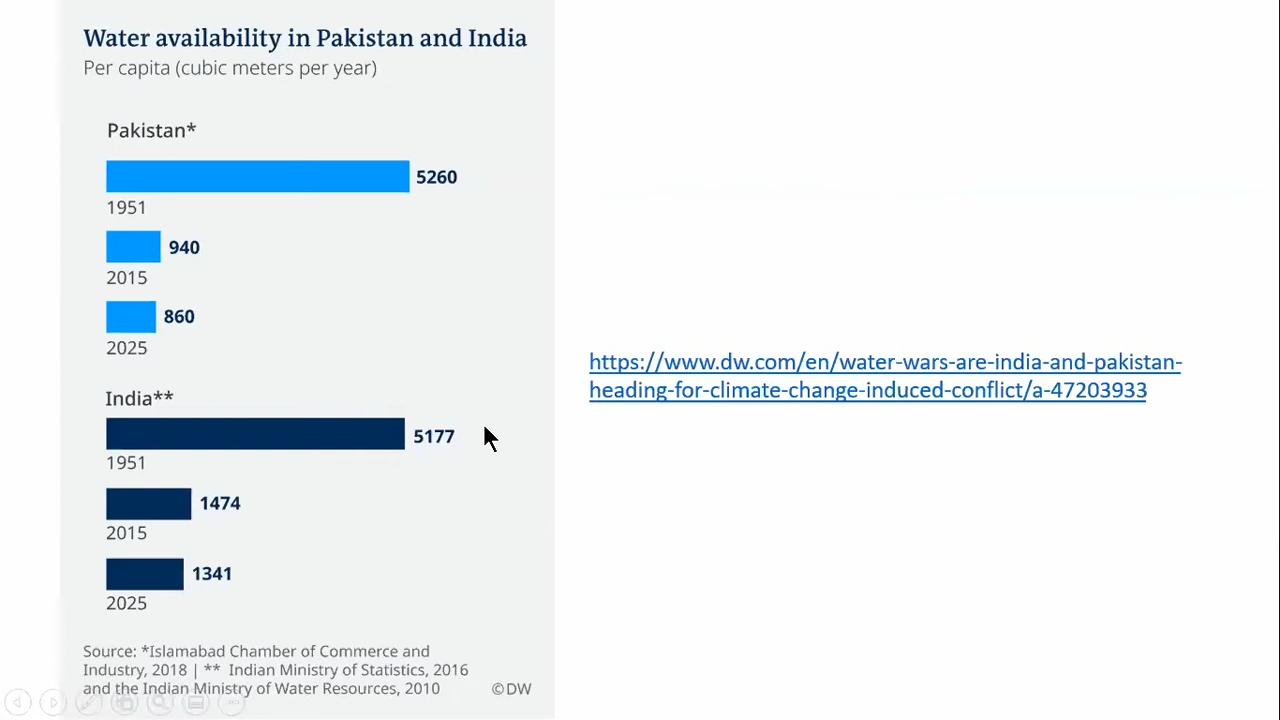 Water availability in Pakistan and India
Per capita (cubic meters per year)
Pakistan*
5260
1951
940
2015
860
2025
India**
5177
1951
1474
2015
1341
2025
Source: *Islamabad Chamber of Commerce and
Industry, 2018 | ** Indian Ministry of Statistics, 2016
and the Indian Ministry of Water Resources, 2010
©DW
https://www.dw.com/en/water-wars-are-india-and-pakistan-
heading-for-climate-change-induced-conflict/a-47203933